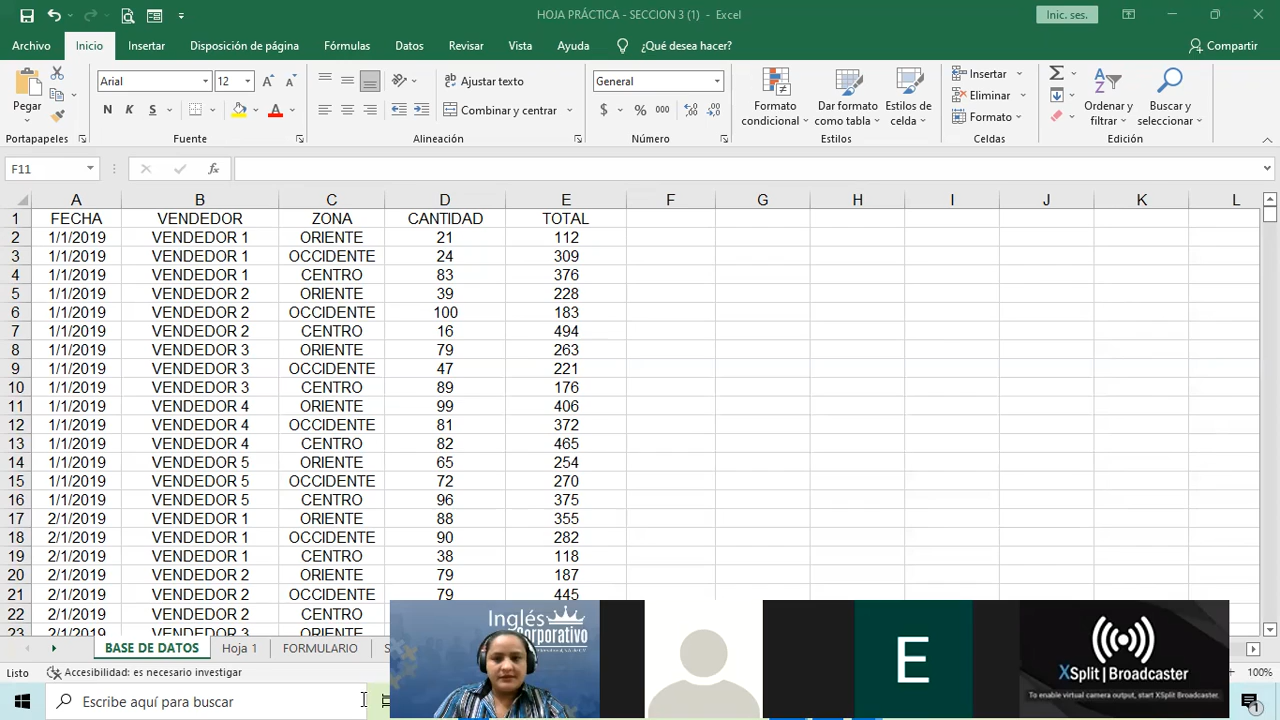 HOJA PRÁCTICA - SECCION 3 (1) - Excel
Inic. ses.
Archivo Inicio Insertar Disposición de página Fórmulas Datos Revisar Vista Ayuda ¿Qué desea hacer? Compartir
Pegar
Arial 12
N K S
Ajustar texto
Combinar y centrar
General
$ % 000
Formato condicional
Dar formato como tabla
Estilos de celda
Insertar
Eliminar
Formato
Ordenar y filtrar
Buscar y seleccionar
Portapapeles Fuente Alineación Número Estilos Celdas Edición
F11 fx
A B C D E F G H I J K L
1 FECHA VENDEDOR ZONA CANTIDAD TOTAL
2 1/1/2019 VENDEDOR 1 ORIENTE 21 112
3 1/1/2019 VENDEDOR 1 OCCIDENTE 24 309
4 1/1/2019 VENDEDOR 1 CENTRO 83 376
5 1/1/2019 VENDEDOR 2 ORIENTE 39 228
6 1/1/2019 VENDEDOR 2 OCCIDENTE 100 183
7 1/1/2019 VENDEDOR 2 CENTRO 16 494
8 1/1/2019 VENDEDOR 3 ORIENTE 79 263
9 1/1/2019 VENDEDOR 3 OCCIDENTE 47 221
10 1/1/2019 VENDEDOR 3 CENTRO 89 176
11 1/1/2019 VENDEDOR 4 ORIENTE 99 406
12 1/1/2019 VENDEDOR 4 OCCIDENTE 81 372
13 1/1/2019 VENDEDOR 4 CENTRO 82 465
14 1/1/2019 VENDEDOR 5 ORIENTE 65 254
15 1/1/2019 VENDEDOR 5 OCCIDENTE 72 270
16 1/1/2019 VENDEDOR 5 CENTRO 96 375
17 2/1/2019 VENDEDOR 1 ORIENTE 88 355
18 2/1/2019 VENDEDOR 1 OCCIDENTE 90 282
19 2/1/2019 VENDEDOR 1 CENTRO 38 118
20 2/1/2019 VENDEDOR 2 ORIENTE 79 187
21 2/1/2019 VENDEDOR 2 OCCIDENTE 79 445
22 2/1/2019 VENDEDOR 2 CENTRO
23 2/1/2019 VENDEDOR 3 ORIENTE
BASE DE DATOS Hoja 1 FORMULARIO
Listo Accesibilidad: es necesario investigar 100%
Escribe aquí para buscar
Inglés
Corporativo
E
XSplit | Broadcaster
To enable virtual camera output, start XSplit Broadcaster.
1